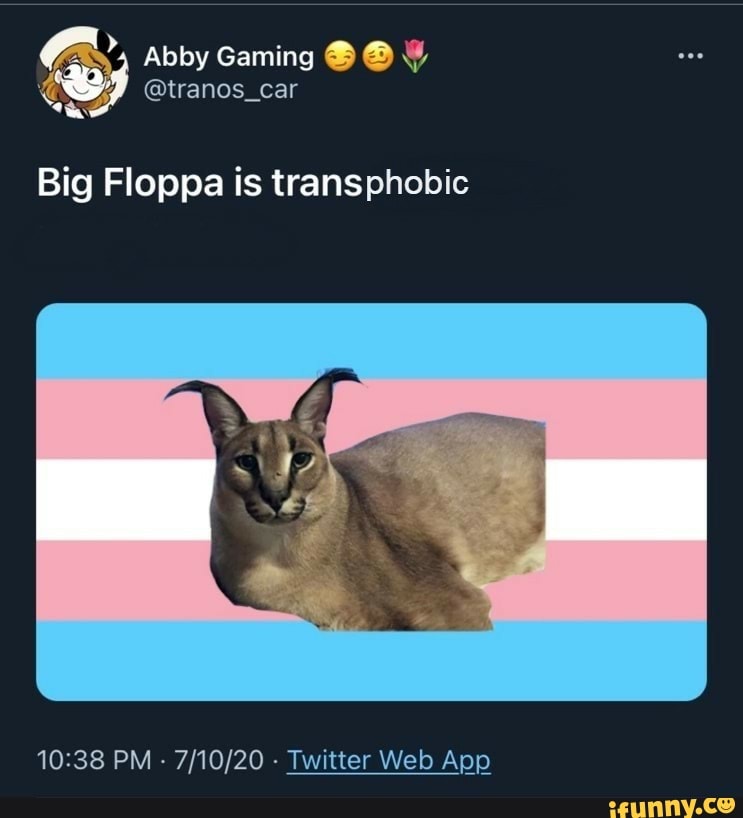 Abby Gaming 😏🥴🌷
@tranos_car
Big Floppa is transphobic
10:38 PM · 7/10/20 · Twitter Web App
ifunny.co